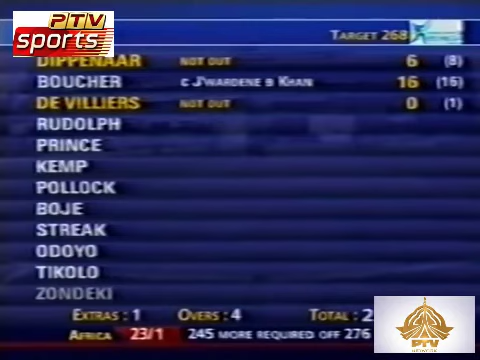 PTV
sports
TARGET 268
DIPPENAAR NOT OUT 6 (8)
BOUCHER C J'WARDENE B KHAN 16 (16)
DE VILLIERS NOT OUT 0 (1)
RUDOLPH
PRINCE
KEMP
POLLOCK
BOJE
STREAK
ODOYO
TIKOLO
ZONDEKI
EXTRAS : 1 OVERS : 4 TOTAL : 2
AFRICA 23/1 245 MORE REQUIRED OFF 276
PTV
NETWORK